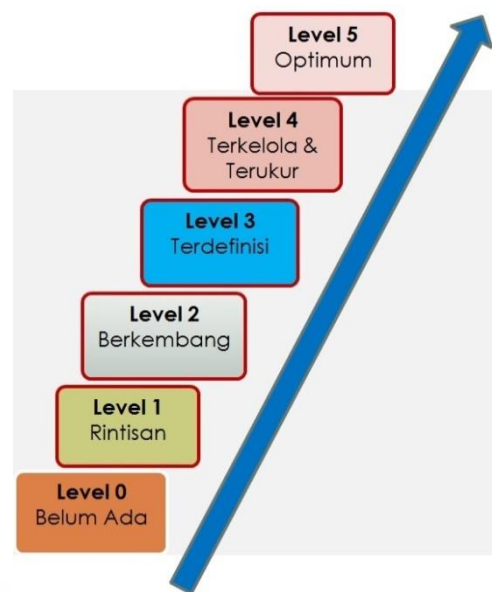 Level 5
Optimum
Level 4
Terkelola &
Terukur
Level 3
Terdefinisi
Level 2
Berkembang
Level 1
Rintisan
Level 0
Belum Ada